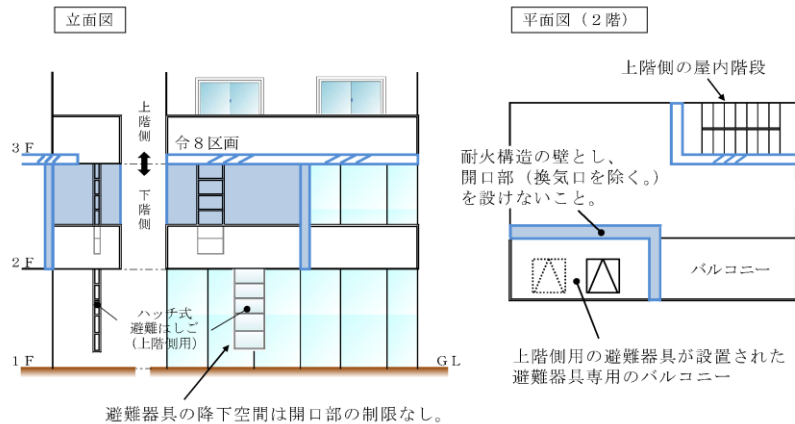 立面図
平面図（２階）
上階側の屋内階段
上階側
令８区画
３Ｆ
下階側
耐火構造の壁とし、
開口部（換気口を除く。）
を設けないこと。
２Ｆ
バルコニー
ハッチ式
避難はしご
（上階側用）
１Ｆ
ＧＬ
上階側用の避難器具が設置された
避難器具専用のバルコニー
避難器具の降下空間は開口部の制限なし。